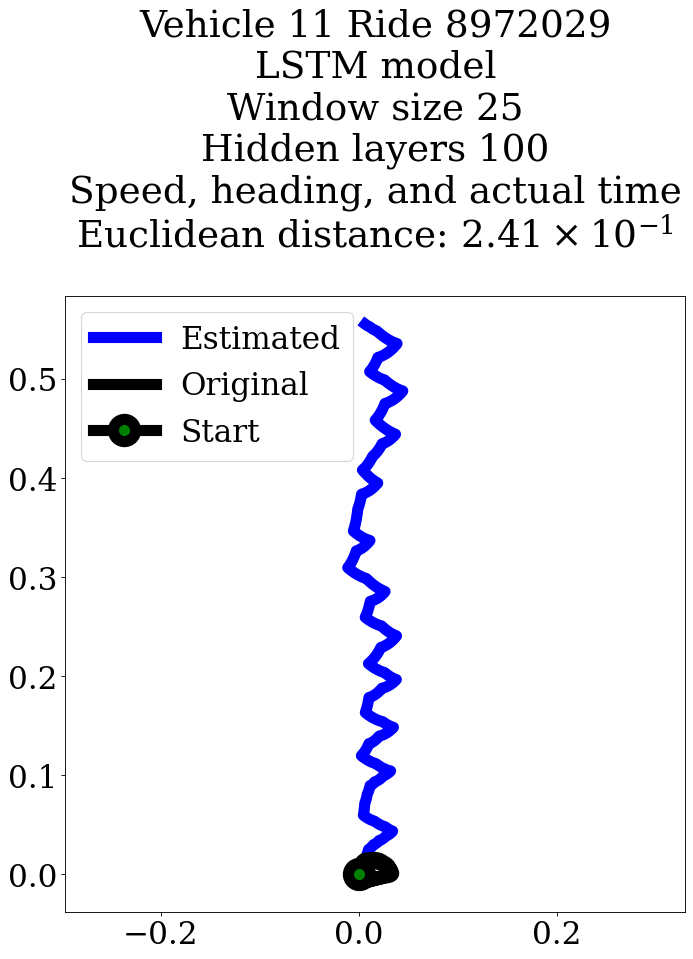 Vehicle 11 Ride 8972029
LSTM model
Window size 25
Hidden layers 100
Speed, heading, and actual time
Euclidean distance: 2.41 × 10⁻¹
Estimated
Original
Start
0.5
0.4
0.3
0.2
0.1
0.0
−0.2 0.0 0.2